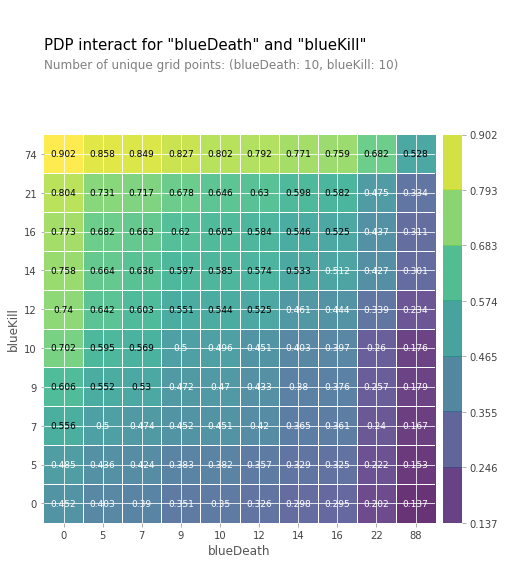 PDP interact for "blueDeath" and "blueKill"
Number of unique grid points: (blueDeath: 10, blueKill: 10)
0.902
74 0.902 0.858 0.849 0.827 0.802 0.792 0.771 0.759 0.682 0.528
0.793
21 0.804 0.731 0.717 0.678 0.646 0.63 0.598 0.582 0.475 0.334
16 0.773 0.682 0.663 0.62 0.605 0.584 0.546 0.525 0.437 0.311
0.683
14 0.758 0.664 0.636 0.597 0.585 0.574 0.533 0.512 0.427 0.301
0.574
12 0.74 0.642 0.603 0.551 0.544 0.525 0.461 0.444 0.339 0.234
blueKill
10 0.702 0.595 0.569 0.5 0.496 0.451 0.403 0.397 0.26 0.176
0.465
9 0.606 0.552 0.53 0.472 0.47 0.433 0.38 0.376 0.257 0.179
0.355
7 0.556 0.5 0.474 0.452 0.451 0.42 0.365 0.361 0.24 0.167
5 0.485 0.436 0.424 0.383 0.382 0.357 0.329 0.325 0.222 0.153
0.246
0 0.452 0.403 0.39 0.351 0.35 0.326 0.298 0.295 0.202 0.137
0.137
0 5 7 9 10 12 14 16 22 88
blueDeath